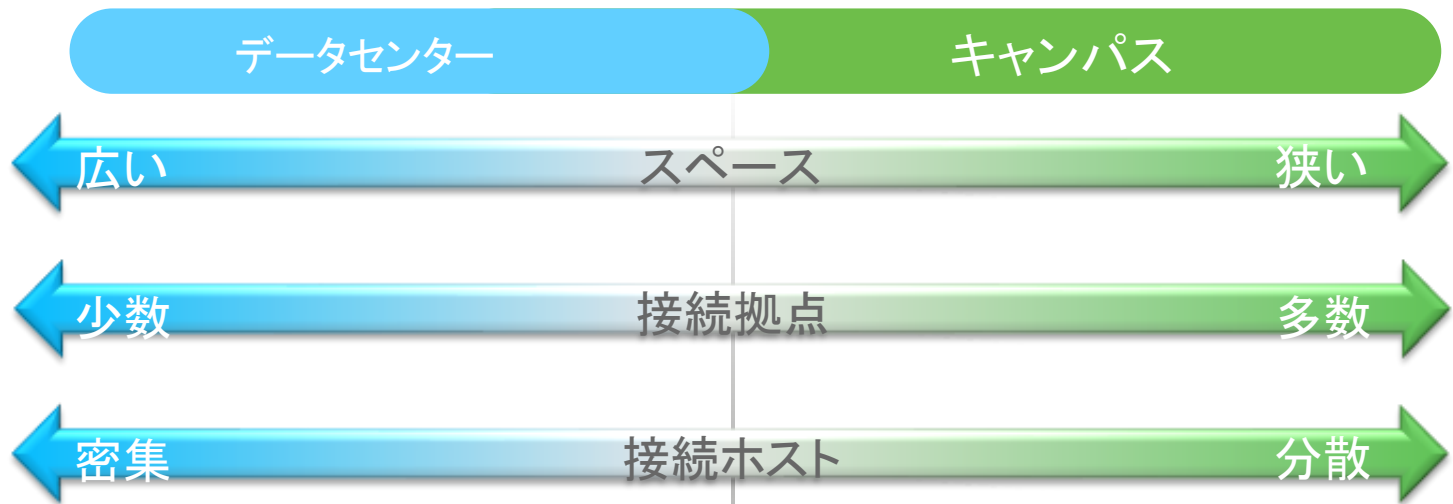 データセンター キャンパス
広い スペース 狭い
少数 接続拠点 多数
密集 接続ホスト 分散